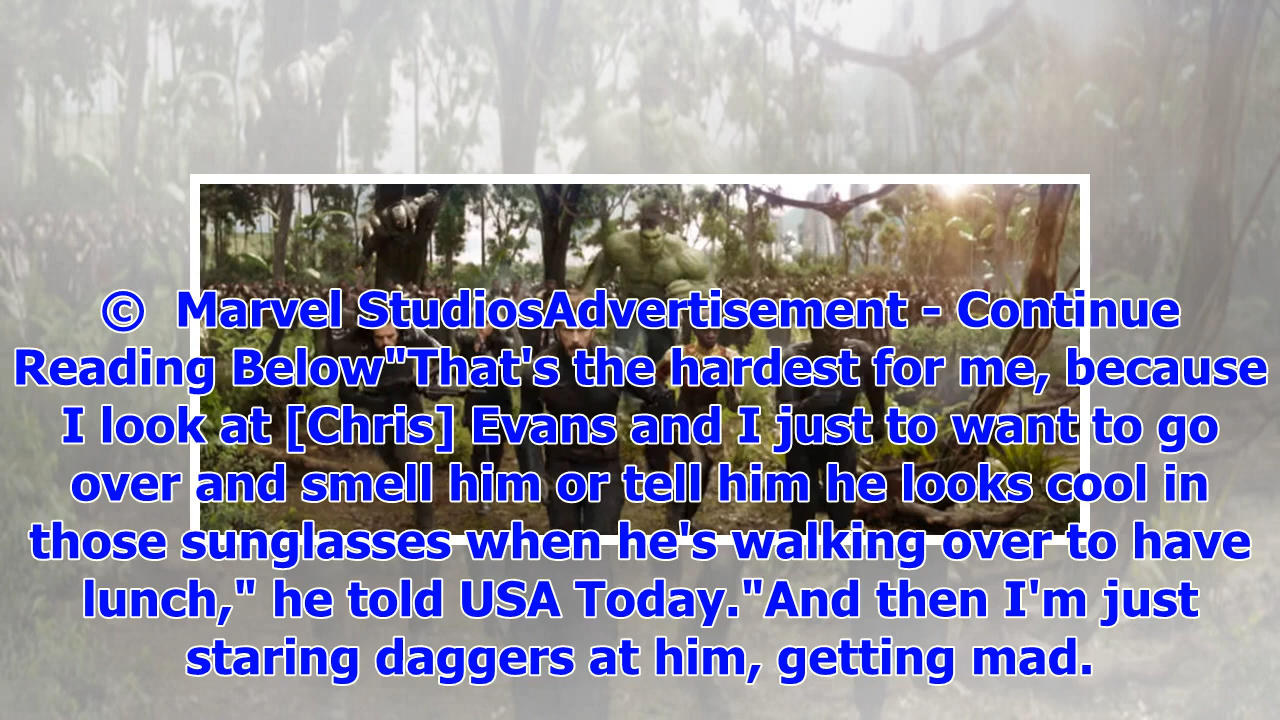 ©  Marvel StudiosAdvertisement - Continue
Reading Below"That's the hardest for me, because
I look at [Chris] Evans and I just to want to go
over and smell him or tell him he looks cool in
those sunglasses when he's walking over to have
lunch," he told USA Today."And then I'm just
staring daggers at him, getting mad.